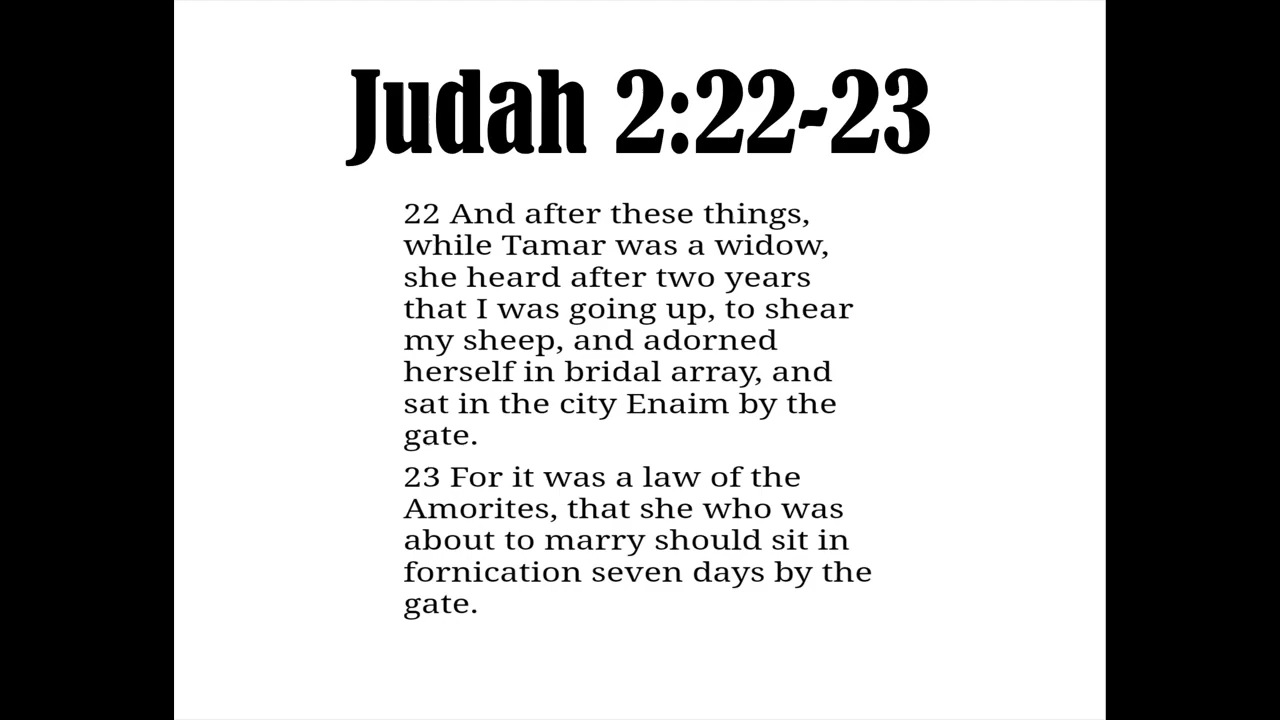 Judah 2:22-23
22 And after these things,
while Tamar was a widow,
she heard after two years
that I was going up, to shear
my sheep, and adorned
herself in bridal array, and
sat in the city Enaim by the
gate.
23 For it was a law of the
Amorites, that she who was
about to marry should sit in
fornication seven days by the
gate.